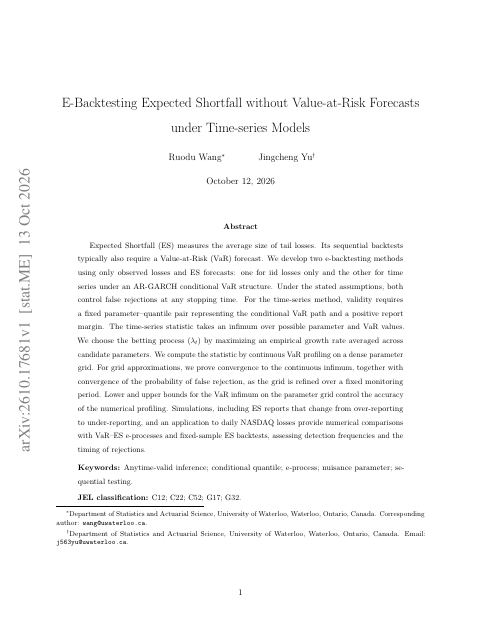 E-Backtesting Expected Shortfall without Value-at-Risk Forecasts
under Time-series Models
Ruodu Wang* Jingcheng Yu†
October 12, 2026
Abstract
Expected Shortfall (ES) measures the average size of tail losses. Its sequential backtests
typically also require a Value-at-Risk (VaR) forecast. We develop two e-backtesting methods
using only observed losses and ES forecasts: one for iid losses only and the other for time
series under an AR-GARCH conditional VaR structure. Under the stated assumptions, both
control false rejections at any stopping time. For the time-series method, validity requires
a fixed parameter–quantile pair representing the conditional VaR path and a positive report
margin. The time-series statistic takes an infimum over possible parameter and VaR values.
We choose the betting process (λt) by maximizing an empirical growth rate averaged across
candidate parameters. We compute the statistic by continuous VaR profiling on a dense parameter
grid. For grid approximations, we prove convergence to the continuous infimum, together with
convergence of the probability of false rejection, as the grid is refined over a fixed monitoring
period. Lower and upper bounds for the VaR infimum on the parameter grid control the accuracy
of the numerical profiling. Simulations, including ES reports that change from over-reporting
to under-reporting, and an application to daily NASDAQ losses provide numerical comparisons
with VaR–ES e-processes and fixed-sample ES backtests, assessing detection frequencies and the
timing of rejections.
Keywords: Anytime-valid inference; conditional quantile; e-process; nuisance parameter; se-
quential testing.
JEL classification: C12; C22; C52; G17; G32.
*Department of Statistics and Actuarial Science, University of Waterloo, Waterloo, Ontario, Canada. Corresponding
author: wang@uwaterloo.ca.
†Department of Statistics and Actuarial Science, University of Waterloo, Waterloo, Ontario, Canada. Email:
j563yu@uwaterloo.ca.
1
arXiv:2610.17681v1 [stat.ME] 13 Oct 2026